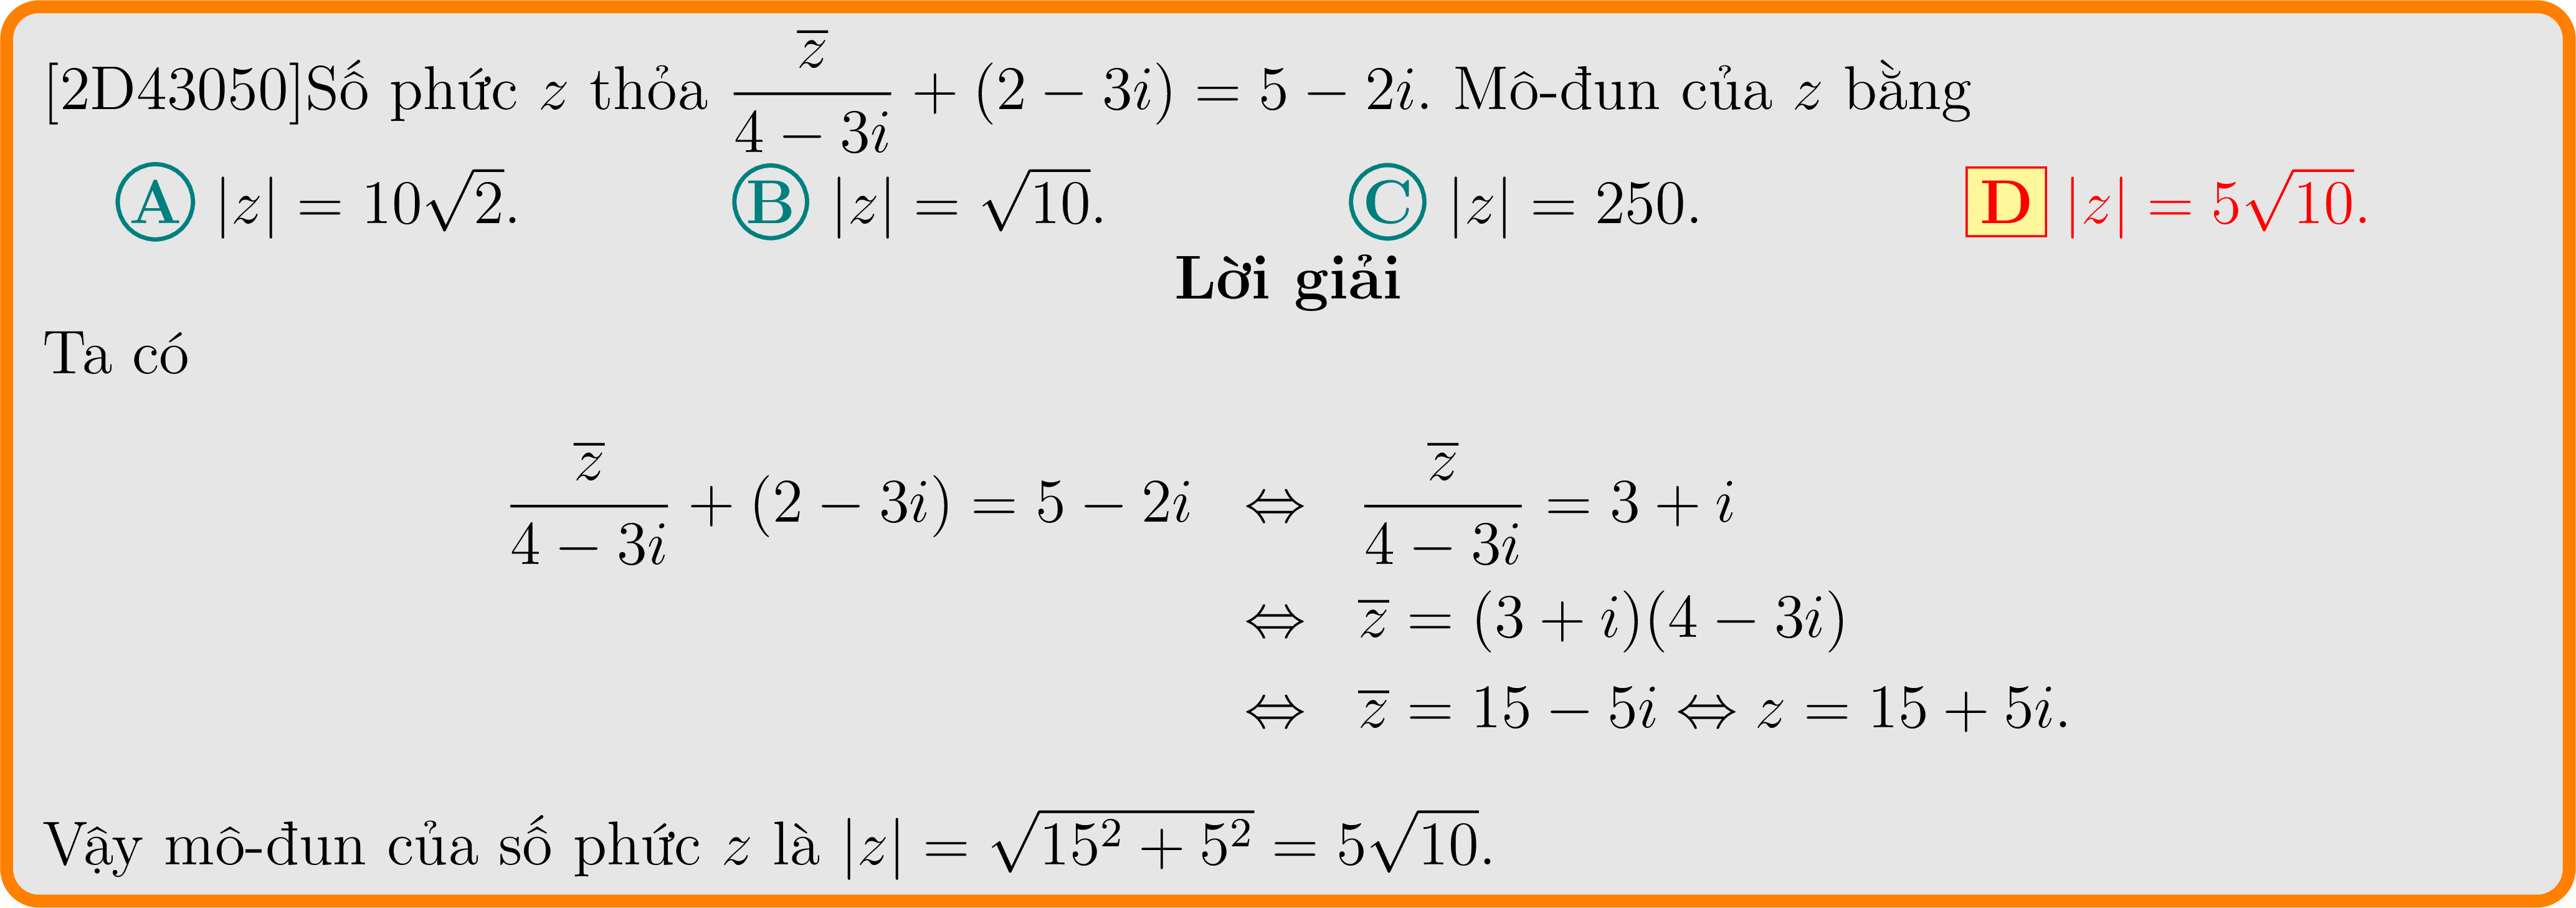 [2D43050]Số phức $z$ thỏa $\dfrac{\overline{z}}{4-3i} + (2-3i) = 5-2i$. Mô-đun của $z$ bằng
A $|z| = 10\sqrt{2}$. B $|z| = \sqrt{10}$. C $|z| = 250$. D $|z| = 5\sqrt{10}$.
Lời giải
Ta có
$\dfrac{\overline{z}}{4-3i} + (2-3i) = 5-2i \Leftrightarrow \dfrac{\overline{z}}{4-3i} = 3+i$
$\Leftrightarrow \overline{z} = (3+i)(4-3i)$
$\Leftrightarrow \overline{z} = 15-5i \Leftrightarrow z = 15+5i.$
Vậy mô-đun của số phức $z$ là $|z| = \sqrt{15^2+5^2} = 5\sqrt{10}$.